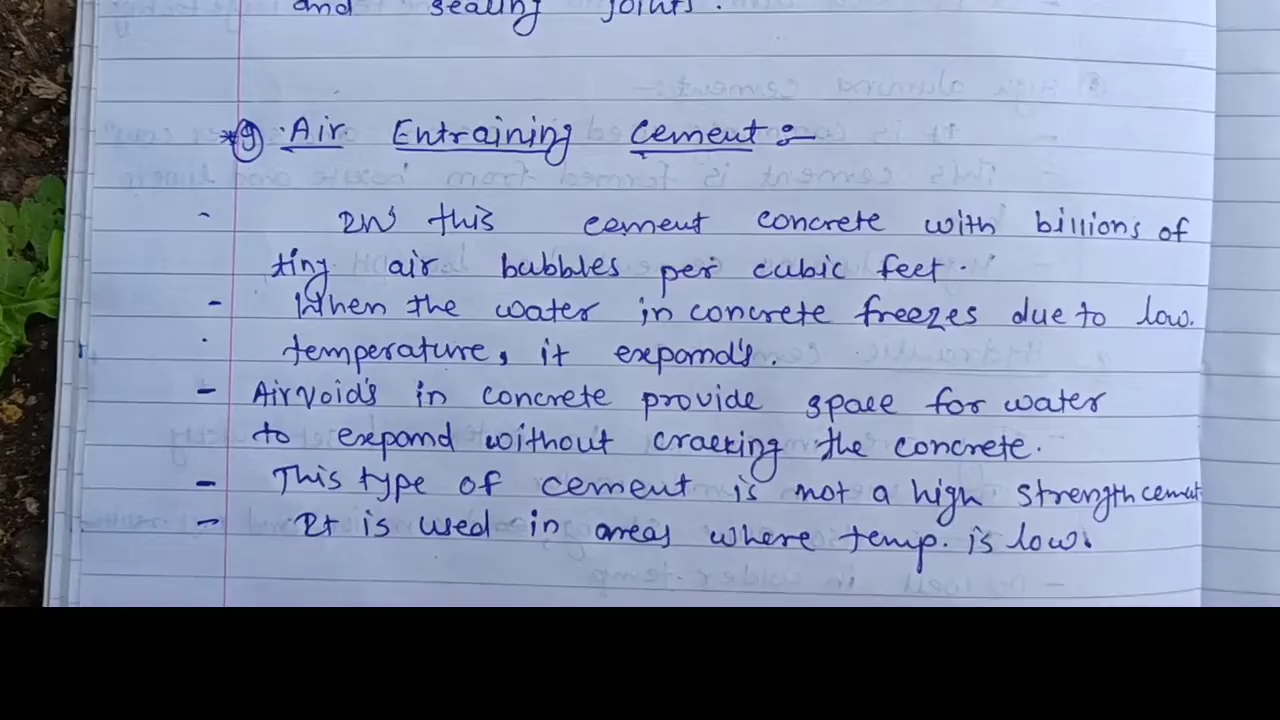 and sealing joints.
*⑨ Air Entraining Cement :-
- In this cement concrete with billions of
tiny air bubbles per cubic feet.
- When the water in concrete freezes due to low.
temperature, it expand's.
- Air Void's in concrete provide space for water
to expand without cracking the concrete.
- This type of cement is not a high strength cement
- It is used in areas where temp. is low.